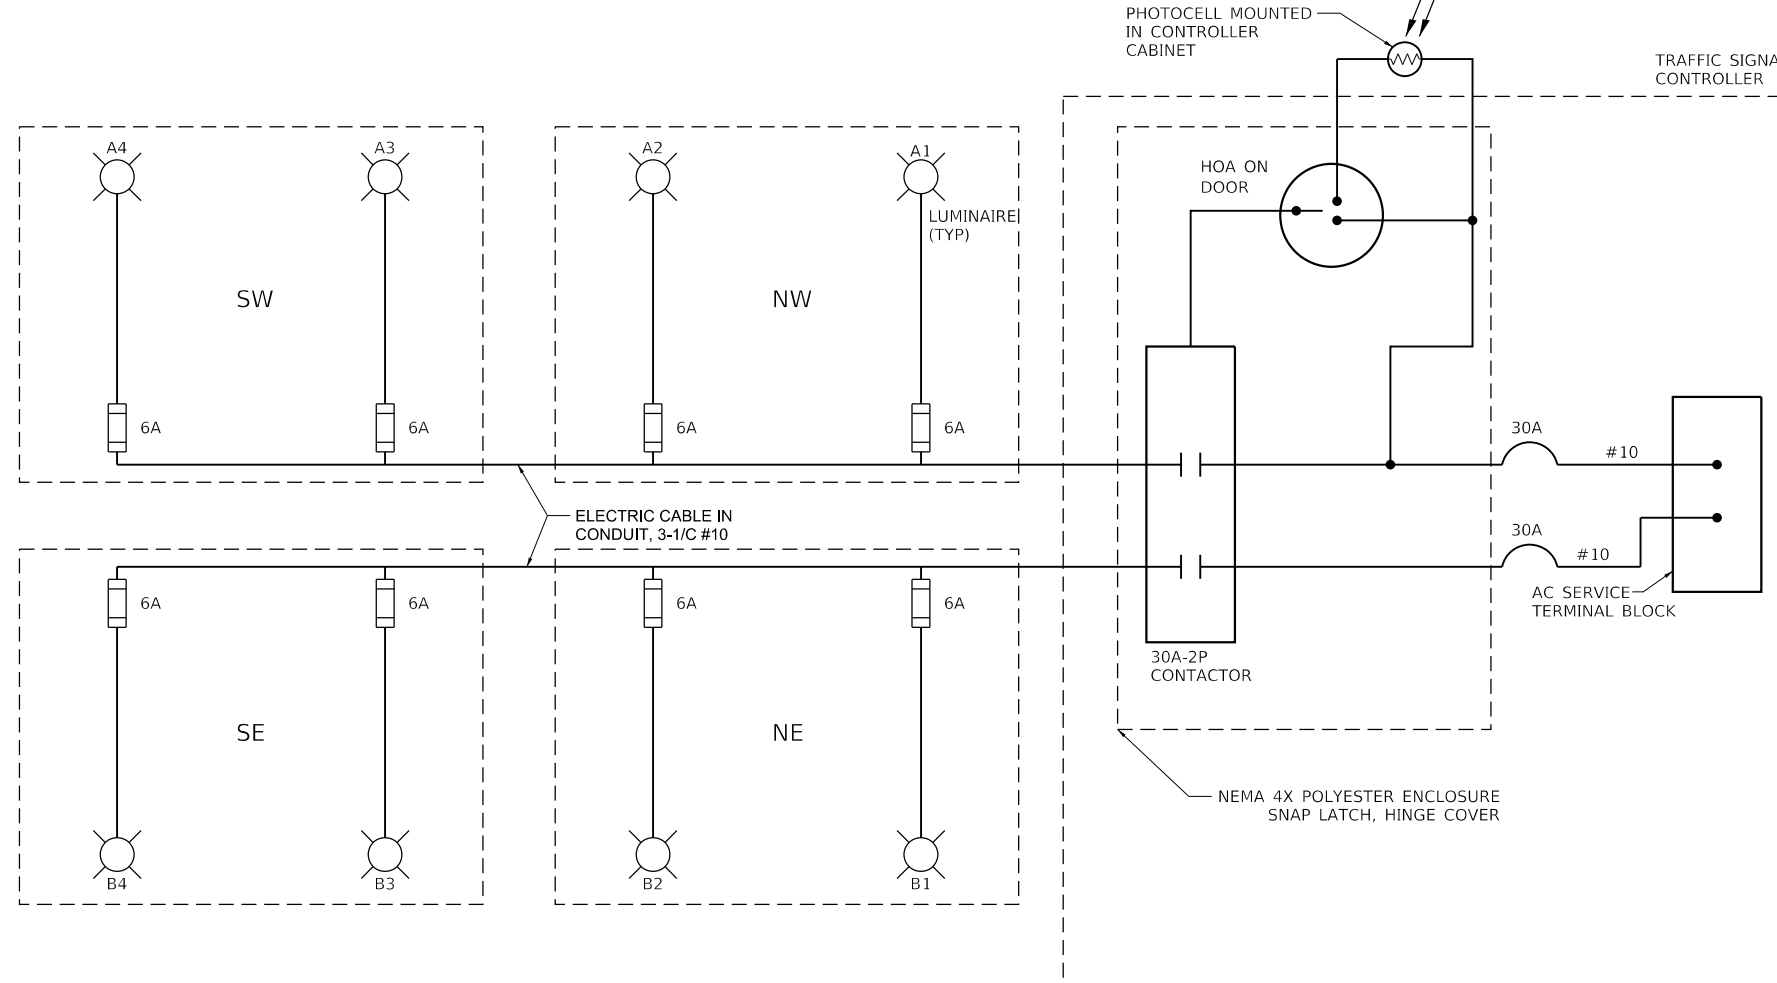 PHOTOCELL MOUNTED
IN CONTROLLER
CABINET
TRAFFIC SIGNA
CONTROLLER
A4
A3
A2
A1
HOA ON
DOOR
LUMINAIRE
(TYP)
SW
NW
6A
6A
6A
6A
30A
#10
ELECTRIC CABLE IN
CONDUIT, 3-1/C #10
30A
#10
6A
6A
6A
6A
AC SERVICE
TERMINAL BLOCK
30A-2P
CONTACTOR
SE
NE
NEMA 4X POLYESTER ENCLOSURE
SNAP LATCH, HINGE COVER
B4
B3
B2
B1